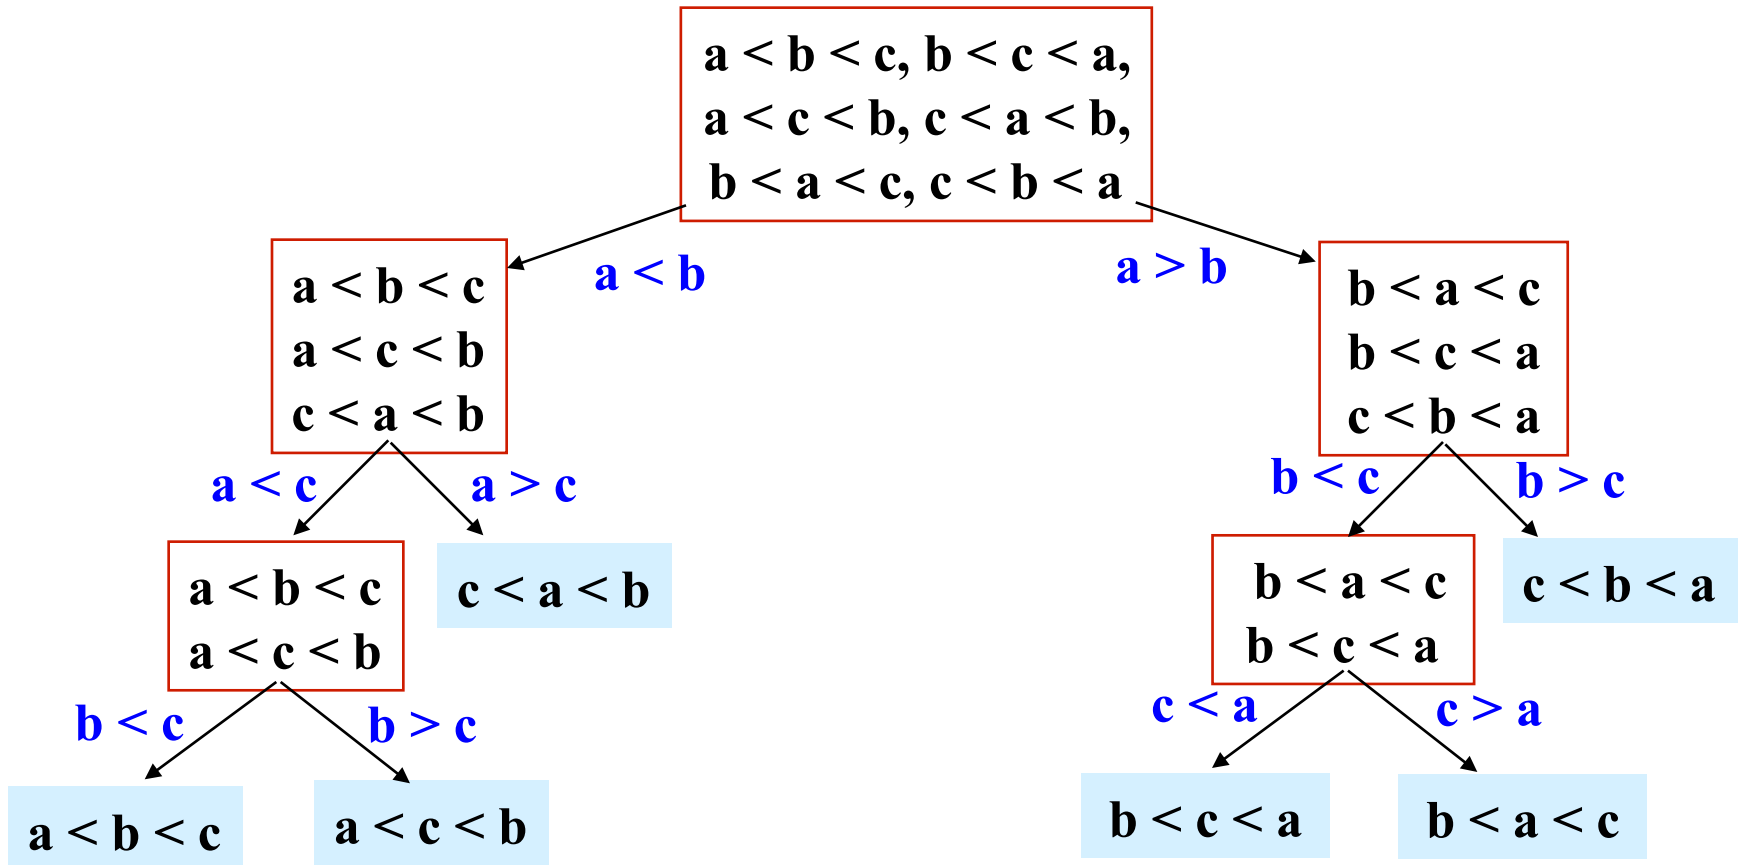 a < b < c, b < c < a,
a < c < b, c < a < b,
b < a < c, c < b < a
a < b
a > b
a < b < c
a < c < b
c < a < b
b < a < c
b < c < a
c < b < a
a < c
a > c
b < c
b > c
a < b < c
a < c < b
c < a < b
b < a < c
b < c < a
c < b < a
b < c
b > c
c < a
c > a
a < b < c
a < c < b
b < c < a
b < a < c